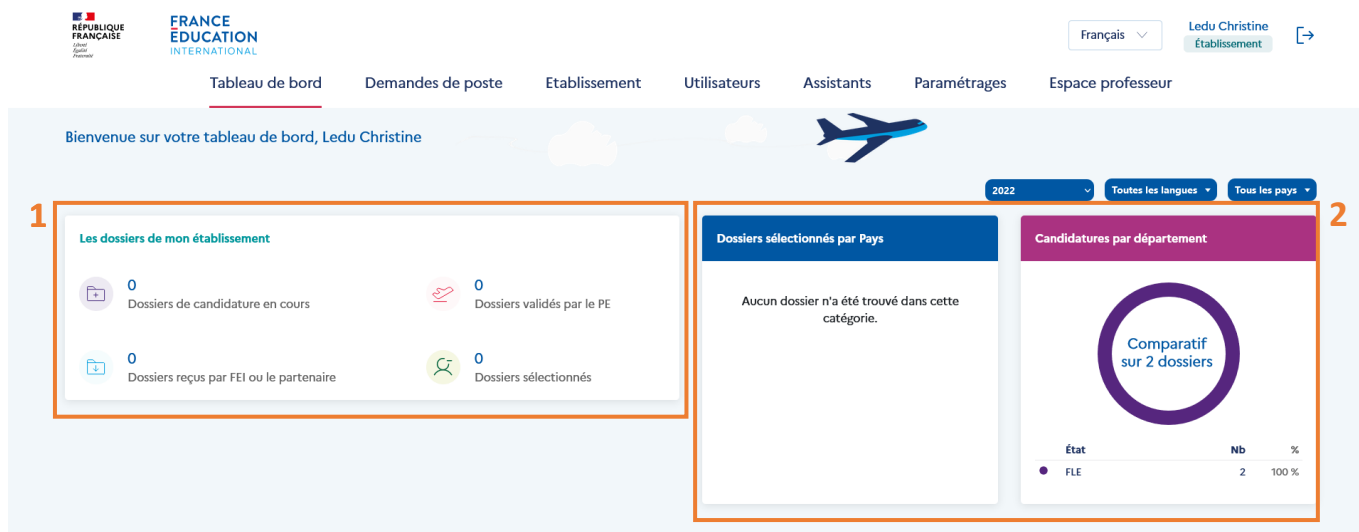 RÉPUBLIQUE
FRANÇAISE
Liberté
Égalité
Fraternité
FRANCE
ÉDUCATION
INTERNATIONAL
Français
Ledu Christine
Établissement
Tableau de bord Demandes de poste Etablissement Utilisateurs Assistants Paramétrages Espace professeur
Bienvenue sur votre tableau de bord, Ledu Christine
2022 Toutes les langues Tous les pays
1
Les dossiers de mon établissement
0
Dossiers de candidature en cours
0
Dossiers validés par le PE
0
Dossiers reçus par FEI ou le partenaire
0
Dossiers sélectionnés
2
Dossiers sélectionnés par Pays
Aucun dossier n'a été trouvé dans cette
catégorie.
Candidatures par département
Comparatif
sur 2 dossiers
État Nb %
FLE 2 100 %